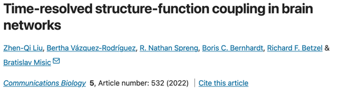 Time-resolved structure-function coupling in brain
networks
Zhen-Qi Liu, Bertha Vázquez-Rodríguez, R. Nathan Spreng, Boris C. Bernhardt, Richard F. Betzel &
Bratislav Misic
Communications Biology 5, Article number: 532 (2022) | Cite this article